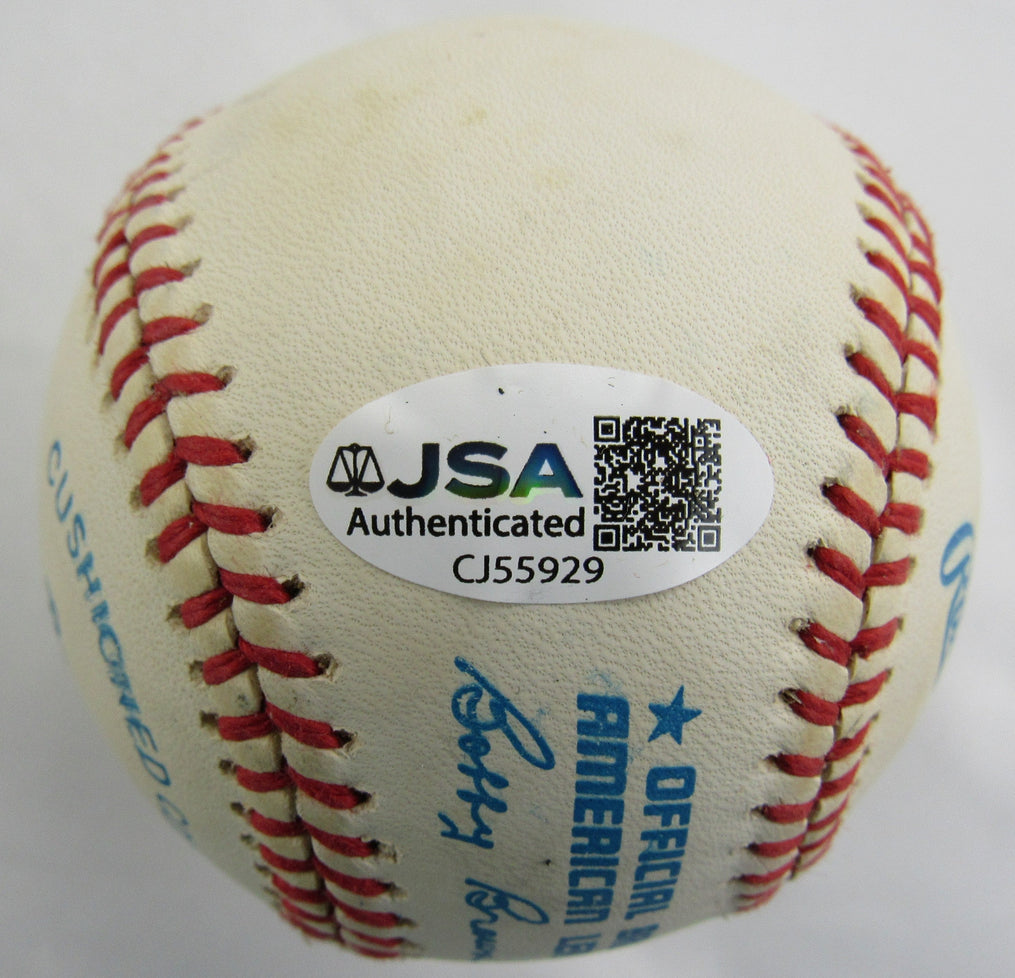 JSA
Authenticated
CJ55929
OFFICIAL
AMERICAN
Bobby
CUSHIONED